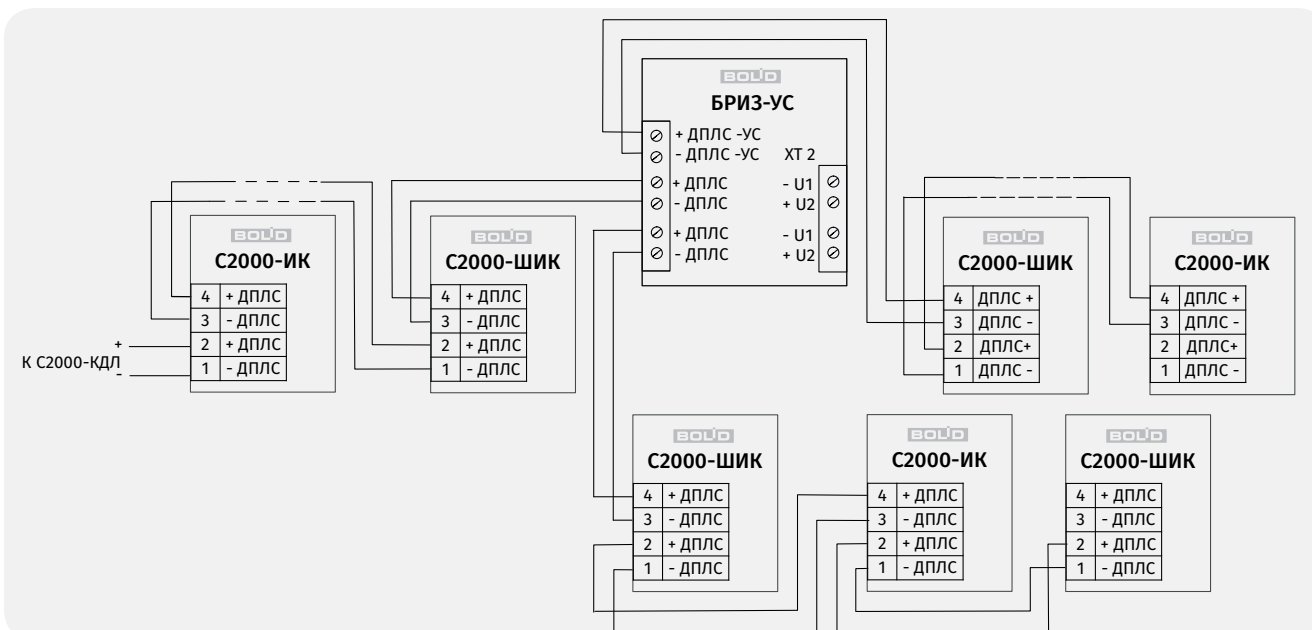 BOLID
БРИЗ-УС
+ ДПЛС -УС
- ДПЛС -УС
XT 2
+ ДПЛС
- U1
- ДПЛС
+ U2
+ ДПЛС
- U1
- ДПЛС
+ U2
BOLID
С2000-ИК
4 + ДПЛС
3 - ДПЛС
2 + ДПЛС
1 - ДПЛС
+
К С2000-КДЛ
-
BOLID
С2000-ШИК
4 + ДПЛС
3 - ДПЛС
2 + ДПЛС
1 - ДПЛС
BOLID
С2000-ШИК
4 ДПЛС +
3 ДПЛС -
2 ДПЛС+
1 ДПЛС -
BOLID
С2000-ИК
4 ДПЛС +
3 ДПЛС -
2 ДПЛС+
1 ДПЛС -
BOLID
С2000-ШИК
4 + ДПЛС
3 - ДПЛС
2 + ДПЛС
1 - ДПЛС
BOLID
С2000-ИК
4 + ДПЛС
3 - ДПЛС
2 + ДПЛС
1 - ДПЛС
BOLID
С2000-ШИК
4 + ДПЛС
3 - ДПЛС
2 + ДПЛС
1 - ДПЛС